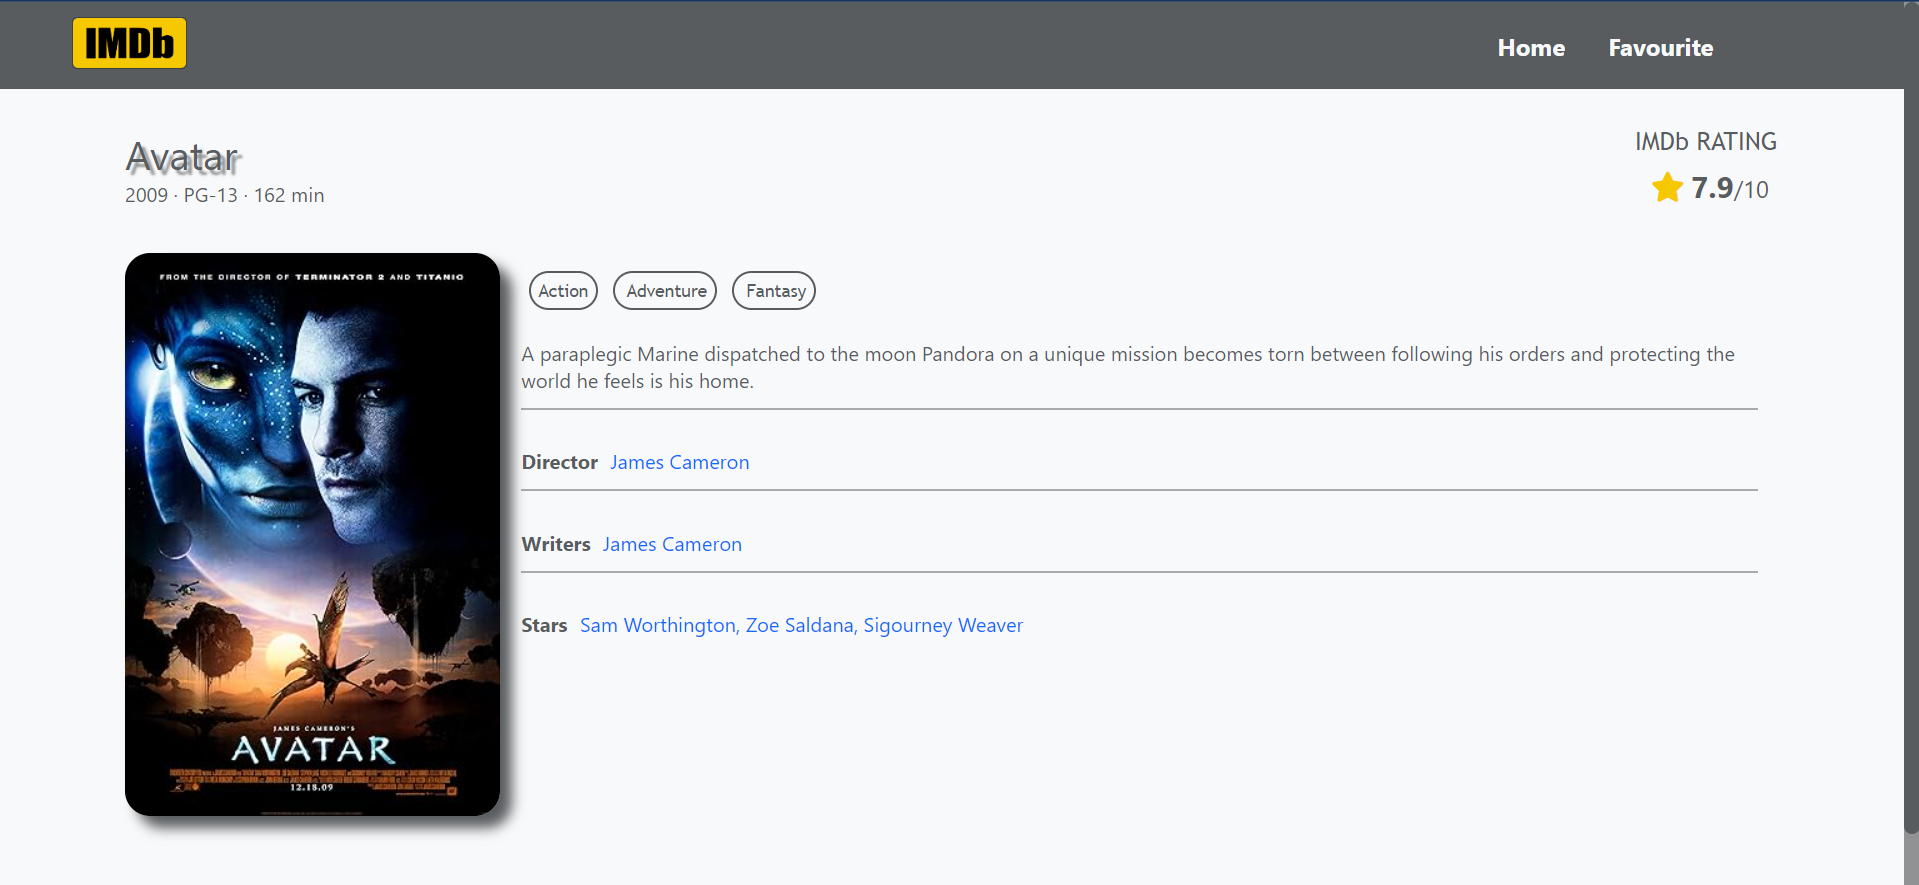 IMDb
Home
Favourite
Avatar
2009 · PG-13 · 162 min
IMDb RATING
7.9/10
FROM THE DIRECTOR OF TERMINATOR 2 AND TITANIC
JAMES CAMERON'S
AVATAR
12.18.09
Action
Adventure
Fantasy
A paraplegic Marine dispatched to the moon Pandora on a unique mission becomes torn between following his orders and protecting the
world he feels is his home.
Director James Cameron
Writers James Cameron
Stars Sam Worthington, Zoe Saldana, Sigourney Weaver